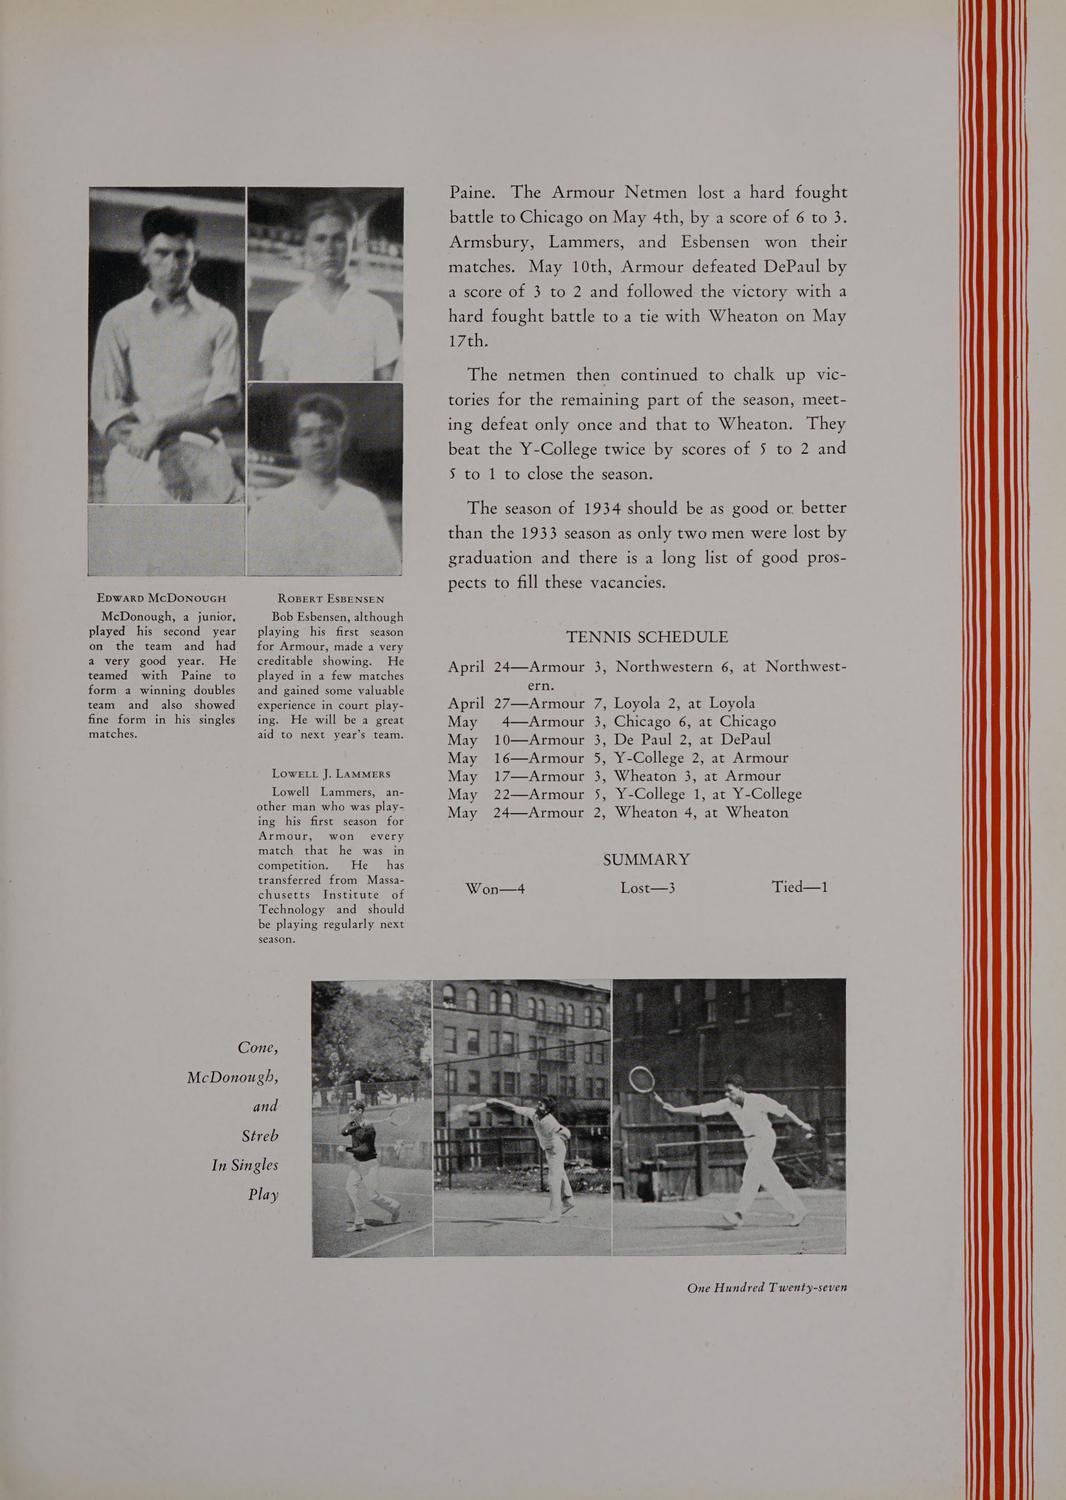 Paine. The Armour Netmen lost a hard fought
battle to Chicago on May 4th, by a score of 6 to 3.
Armsbury, Lammers, and Esbensen won their
matches. May 10th, Armour defeated DePaul by
a score of 3 to 2 and followed the victory with a
hard fought battle to a tie with Wheaton on May
17th.
The netmen then continued to chalk up vic-
tories for the remaining part of the season, meet-
ing defeat only once and that to Wheaton. They
beat the Y-College twice by scores of 5 to 2 and
5 to 1 to close the season.
The season of 1934 should be as good or better
than the 1933 season as only two men were lost by
graduation and there is a long list of good pros-
pects to fill these vacancies.
EDWARD MCDONOUGH
McDonough, a junior,
played his second year
on the team and had
a very good year. He
teamed with Paine to
form a winning doubles
team and also showed
fine form in his singles
matches.
ROBERT ESBENSEN
Bob Esbensen, although
playing his first season
for Armour, made a very
creditable showing. He
played in a few matches
and gained some valuable
experience in court play-
ing. He will be a great
aid to next year's team.
LOWELL J. LAMMERS
Lowell Lammers, an-
other man who was play-
ing his first season for
Armour, won every
match that he was in
competition. He has
transferred from Massa-
chusetts Institute of
Technology and should
be playing regularly next
season.
TENNIS SCHEDULE
April 24—Armour 3, Northwestern 6, at Northwest-
ern.
April 27—Armour 7, Loyola 2, at Loyola
May 4—Armour 3, Chicago 6, at Chicago
May 10—Armour 3, De Paul 2, at DePaul
May 16—Armour 5, Y-College 2, at Armour
May 17—Armour 3, Wheaton 3, at Armour
May 22—Armour 5, Y-College 1, at Y-College
May 24—Armour 2, Wheaton 4, at Wheaton
SUMMARY
Won—4 Lost—3 Tied—1
Cone,
McDonough,
and
Streb
In Singles
Play
One Hundred Twenty-seven